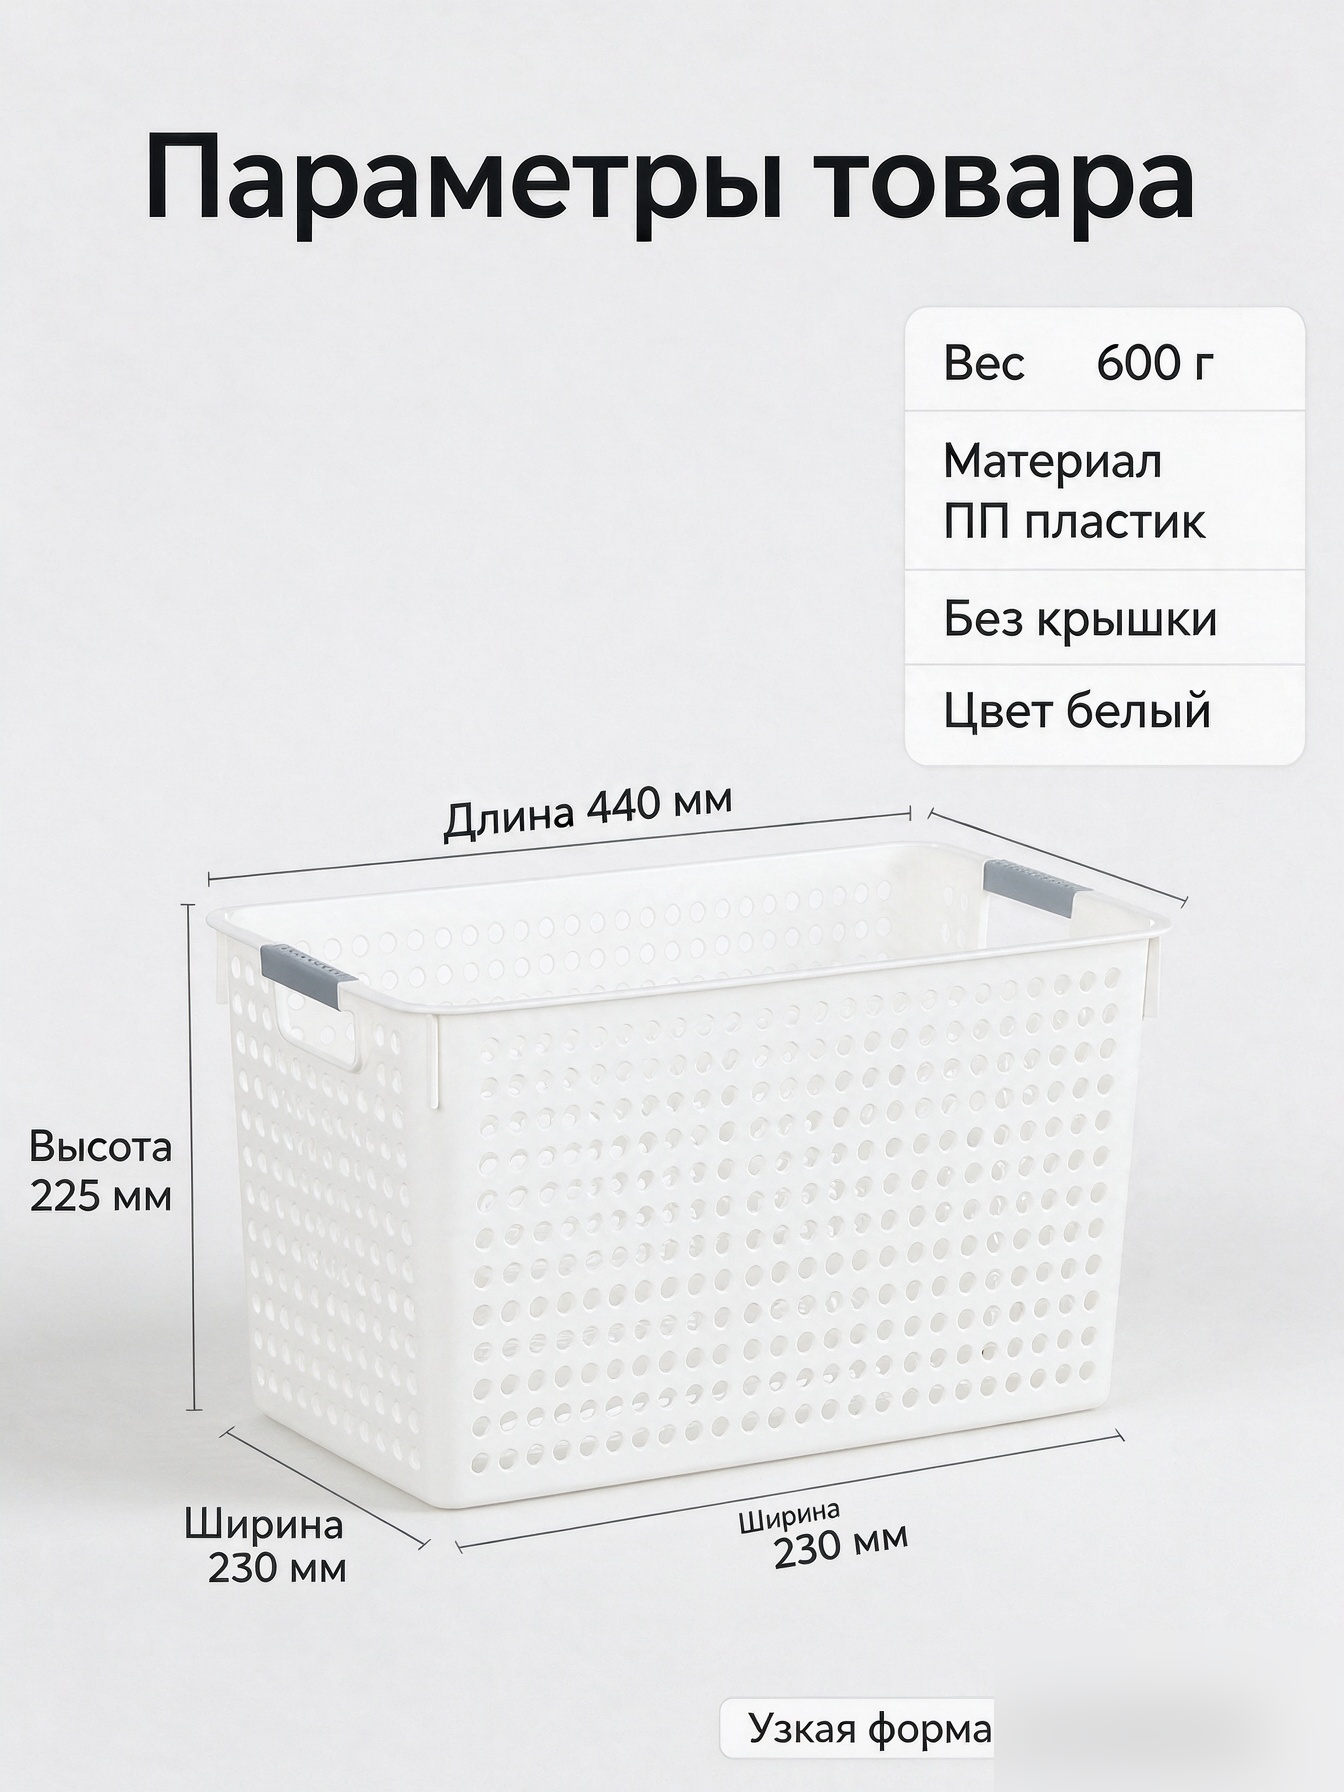 Параметры товара
Вес 600 г
Материал
ПП пластик
Без крышки
Цвет белый
Длина 440 мм
Высота
225 мм
Ширина
230 мм
Ширина
230 мм
Узкая форма